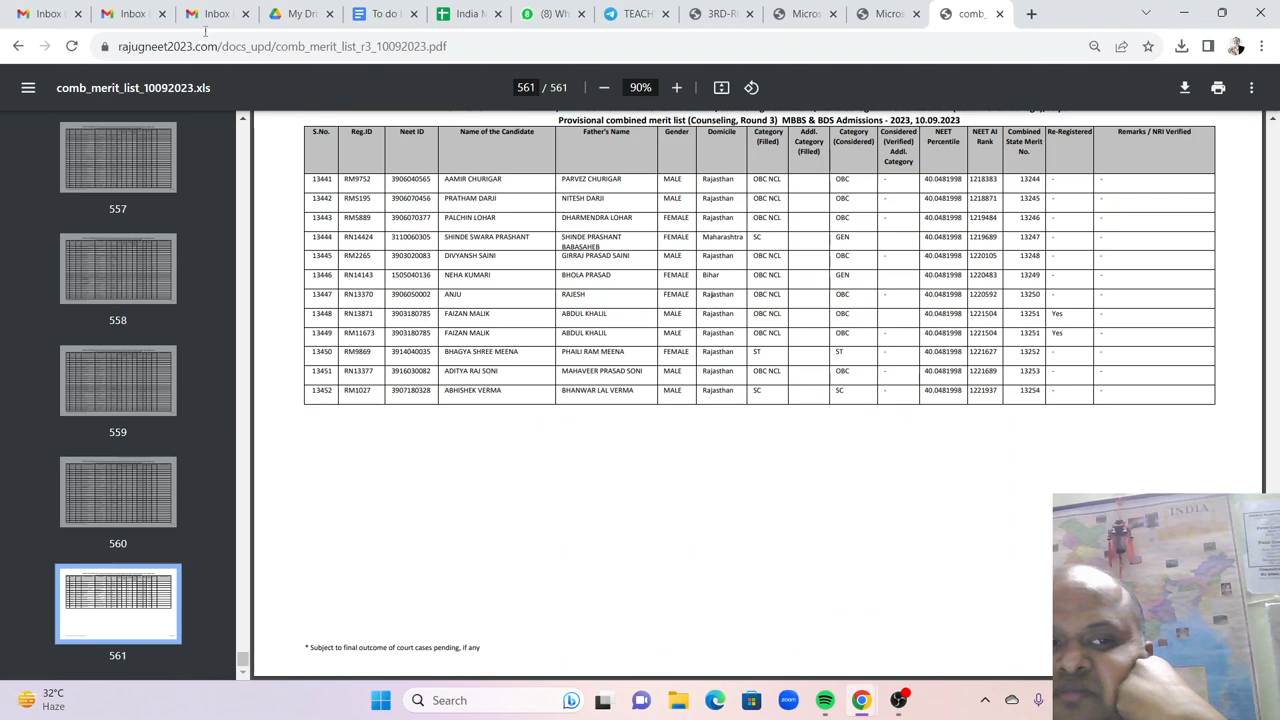 Inbox (
Inbox (
Inbox (
My Dri
To do l
India M
(8) Wh
TEACH
3RD-R
Micros
Micros
comb_
rajugneet2023.com/docs_upd/comb_merit_list_r3_10092023.pdf
comb_merit_list_10092023.xls
561 / 561
90%
557
558
559
560
561
Provisional combined merit list (Counseling, Round 3) MBBS & BDS Admissions - 2023, 10.09.2023
S.No. Reg.ID Neet ID Name of the Candidate Father's Name Gender Domicile Category (Filled) Addl. Category (Filled) Category (Considered) Considered (Verified) Addl. Category NEET Percentile NEET AI Rank Combined State Merit No. Re-Registered Remarks / NRI Verified
13441 RM9752 3906040565 AAMIR CHURIGAR PARVEZ CHURIGAR MALE Rajasthan OBC NCL OBC - 40.0481998 1218383 13244 - -
13442 RM5195 3906070456 PRATHAM DARJI NITESH DARJI MALE Rajasthan OBC NCL OBC - 40.0481998 1218871 13245 - -
13443 RM5889 3906070377 PALCHIN LOHAR DHARMENDRA LOHAR FEMALE Rajasthan OBC NCL OBC - 40.0481998 1219484 13246 - -
13444 RN14424 3110060305 SHINDE SWARA PRASHANT SHINDE PRASHANT BABASAHEB FEMALE Maharashtra SC GEN - 40.0481998 1219689 13247 - -
13445 RM2265 3903020083 DIVYANSH SAINI GIRRAJ PRASAD SAINI MALE Rajasthan OBC NCL OBC - 40.0481998 1220105 13248 - -
13446 RN14143 1505040136 NEHA KUMARI BHOLA PRASAD FEMALE Bihar OBC NCL GEN - 40.0481998 1220483 13249 - -
13447 RN13370 3906050002 ANJU RAJESH FEMALE Rajasthan OBC NCL OBC - 40.0481998 1220592 13250 - -
13448 RN13871 3903180785 FAIZAN MALIK ABDUL KHALIL MALE Rajasthan OBC NCL OBC - 40.0481998 1221504 13251 Yes -
13449 RM11673 3903180785 FAIZAN MALIK ABDUL KHALIL MALE Rajasthan OBC NCL OBC - 40.0481998 1221504 13251 Yes -
13450 RM9869 3914040035 BHAGYA SHREE MEENA PHAILI RAM MEENA FEMALE Rajasthan ST ST - 40.0481998 1221627 13252 - -
13451 RN13377 3916030082 ADITYA RAJ SONI MAHAVEER PRASAD SONI MALE Rajasthan OBC NCL OBC - 40.0481998 1221689 13253 - -
13452 RM1027 3907180328 ABHISHEK VERMA BHANWAR LAL VERMA MALE Rajasthan SC SC - 40.0481998 1221937 13254 - -
* Subject to final outcome of court cases pending, if any
INDIA
32°C
Haze
Search
zoom